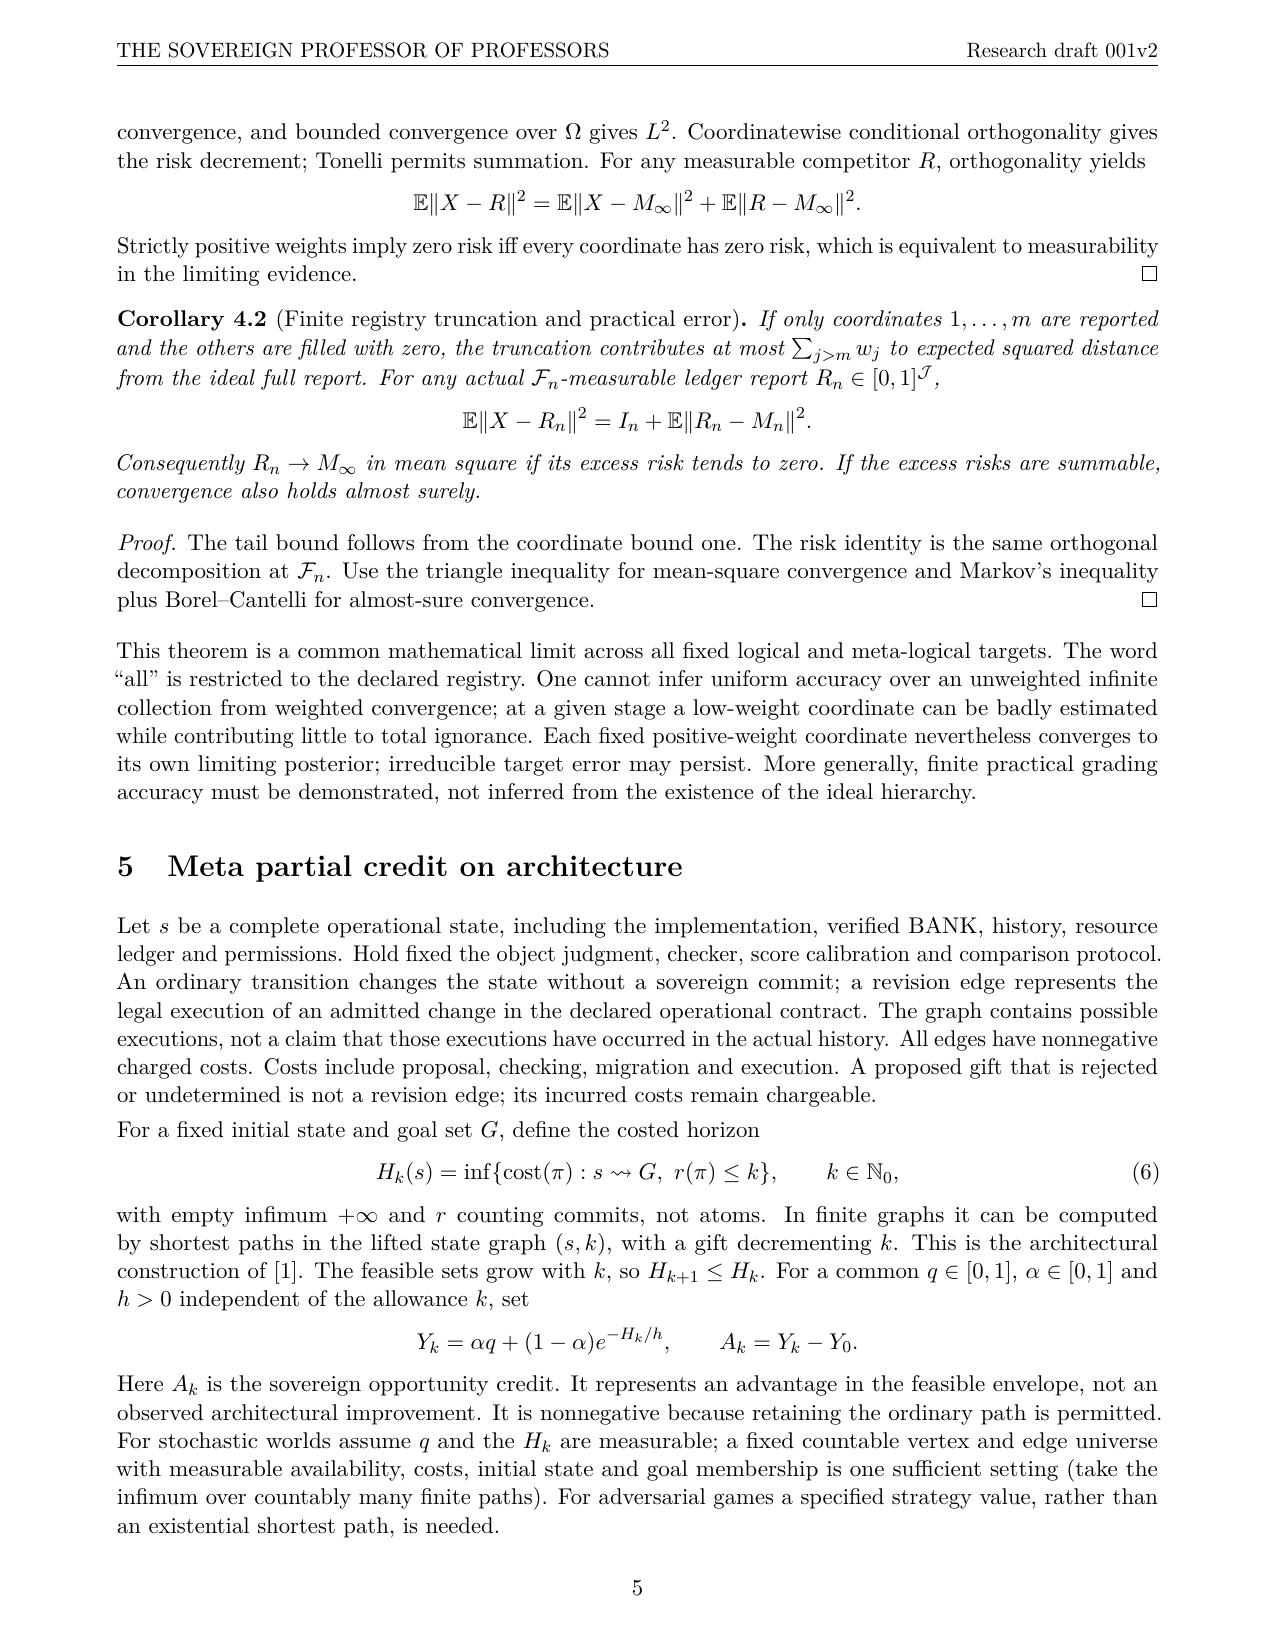 THE SOVEREIGN PROFESSOR OF PROFESSORS Research draft 001v2
convergence, and bounded convergence over Ω gives L². Coordinatewise conditional orthogonality gives
the risk decrement; Tonelli permits summation. For any measurable competitor R, orthogonality yields
𝔼‖X − R‖² = 𝔼‖X − M∞‖² + 𝔼‖R − M∞‖².
Strictly positive weights imply zero risk iff every coordinate has zero risk, which is equivalent to measurability
in the limiting evidence. □
Corollary 4.2 (Finite registry truncation and practical error). If only coordinates 1, . . . , m are reported
and the others are filled with zero, the truncation contributes at most ∑_{j>m} w_j to expected squared distance
from the ideal full report. For any actual ℱ_n-measurable ledger report R_n ∈ [0, 1]^𝒥,
𝔼‖X − R_n‖² = I_n + 𝔼‖R_n − M_n‖².
Consequently R_n → M∞ in mean square if its excess risk tends to zero. If the excess risks are summable,
convergence also holds almost surely.
Proof. The tail bound follows from the coordinate bound one. The risk identity is the same orthogonal
decomposition at ℱ_n. Use the triangle inequality for mean-square convergence and Markov's inequality
plus Borel–Cantelli for almost-sure convergence. □
This theorem is a common mathematical limit across all fixed logical and meta-logical targets. The word
“all” is restricted to the declared registry. One cannot infer uniform accuracy over an unweighted infinite
collection from weighted convergence; at a given stage a low-weight coordinate can be badly estimated
while contributing little to total ignorance. Each fixed positive-weight coordinate nevertheless converges to
its own limiting posterior; irreducible target error may persist. More generally, finite practical grading
accuracy must be demonstrated, not inferred from the existence of the ideal hierarchy.
5 Meta partial credit on architecture
Let s be a complete operational state, including the implementation, verified BANK, history, resource
ledger and permissions. Hold fixed the object judgment, checker, score calibration and comparison protocol.
An ordinary transition changes the state without a sovereign commit; a revision edge represents the
legal execution of an admitted change in the declared operational contract. The graph contains possible
executions, not a claim that those executions have occurred in the actual history. All edges have nonnegative
charged costs. Costs include proposal, checking, migration and execution. A proposed gift that is rejected
or undetermined is not a revision edge; its incurred costs remain chargeable.
For a fixed initial state and goal set G, define the costed horizon
H_k(s) = inf{cost(π) : s ⇝ G, r(π) ≤ k}, k ∈ ℕ₀, (6)
with empty infimum +∞ and r counting commits, not atoms. In finite graphs it can be computed
by shortest paths in the lifted state graph (s, k), with a gift decrementing k. This is the architectural
construction of [1]. The feasible sets grow with k, so H_{k+1} ≤ H_k. For a common q ∈ [0, 1], α ∈ [0, 1] and
h > 0 independent of the allowance k, set
Y_k = αq + (1 − α)e^{−H_k/h}, A_k = Y_k − Y₀.
Here A_k is the sovereign opportunity credit. It represents an advantage in the feasible envelope, not an
observed architectural improvement. It is nonnegative because retaining the ordinary path is permitted.
For stochastic worlds assume q and the H_k are measurable; a fixed countable vertex and edge universe
with measurable availability, costs, initial state and goal membership is one sufficient setting (take the
infimum over countably many finite paths). For adversarial games a specified strategy value, rather than
an existential shortest path, is needed.
5